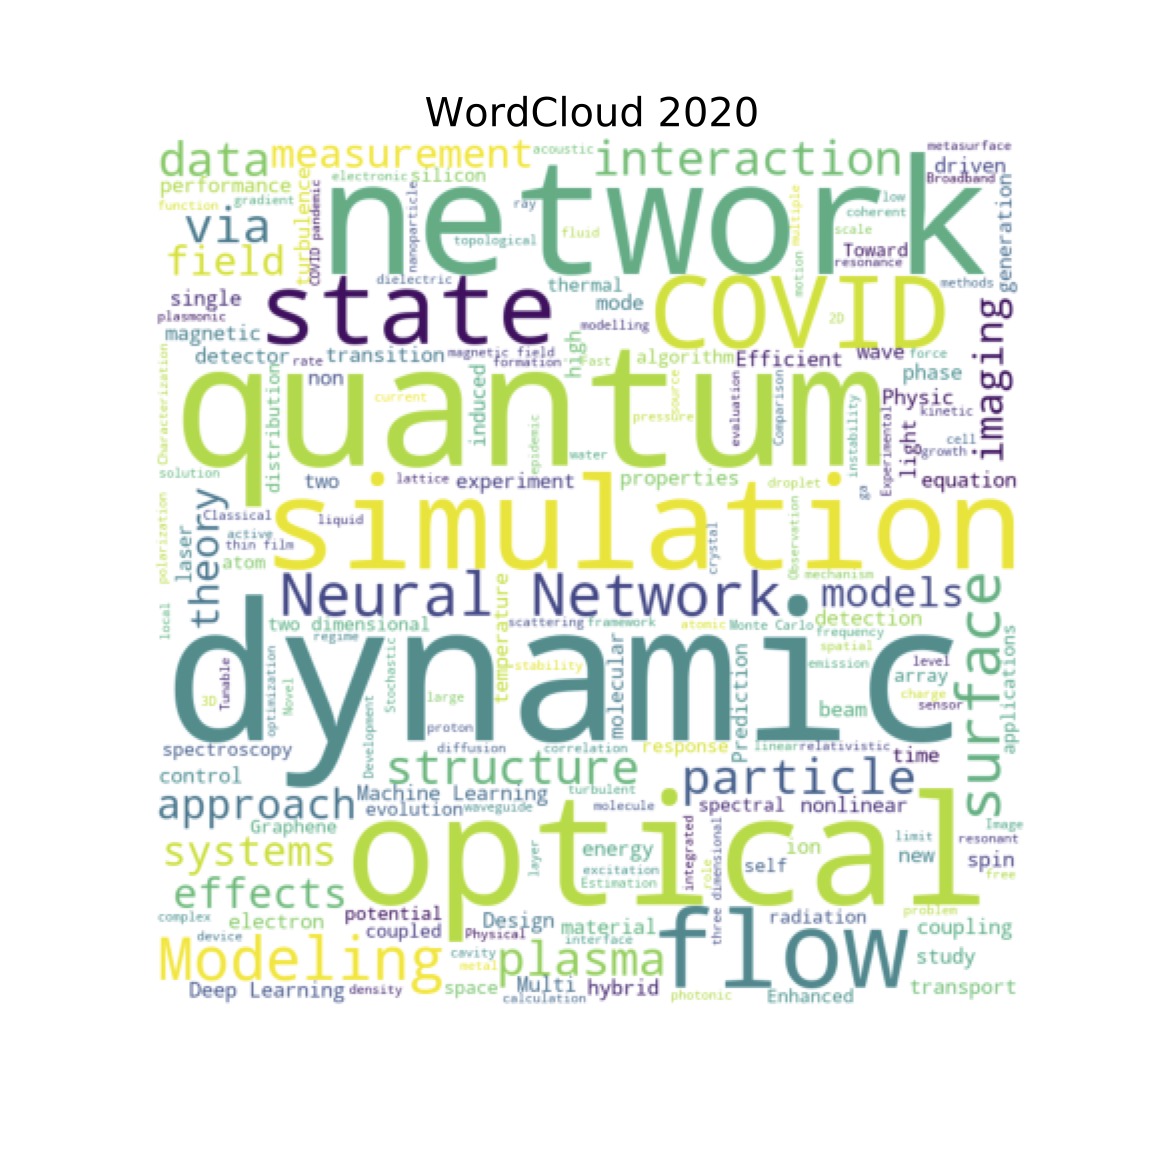 WordCloud 2020
data measurement acoustic interaction metasurface
driven
performance electronic silicon network Broadband
function gradient turbulence COVID pandemic nanoparticle ray multiple low generation
via topological fluid coherent
scale
field Toward
resonance
dielectric thermal motion methods
single state mode COVID 2D imaging
plasmonic modelling
magnetic high
detector rate transition magnetic field fast algorithm Efficient wave force
formation
non quantum phase
Characterization distribution current induced source evaluation Comparison Physic
pressure kinetic
epidemic instability Experimental light cell
water growth
solution two lattice experiment properties droplet ga equation
polarization theory Classical liquid simulation
laser active crystal Observation
thin film
atom mechanism
Neural Network models
local two dimensional scattering framework atomic Monte Carlo detection
regime temperature frequency surface
dynamic spatial
Tunable optimization Stochastic stability molecular Prediction emission level applications
3D Novel large array
charge
Development proton beam sensor
spectroscopy diffusion correlation response linear relativistic time
control structure particle
approach Machine Learning turbulent
evolution waveguide molecule spectral nonlinear
Graphene optical Image
limit resonant
systems layer energy integrated three dimensional ion new spin
excitation role self free
effects Estimation
complex electron potential Design material flow radiation problem coupling
device coupled Physical interface
Modeling cavity plasma study
metal
Deep Learning density space Multi hybrid photonic Enhanced transport
calculation